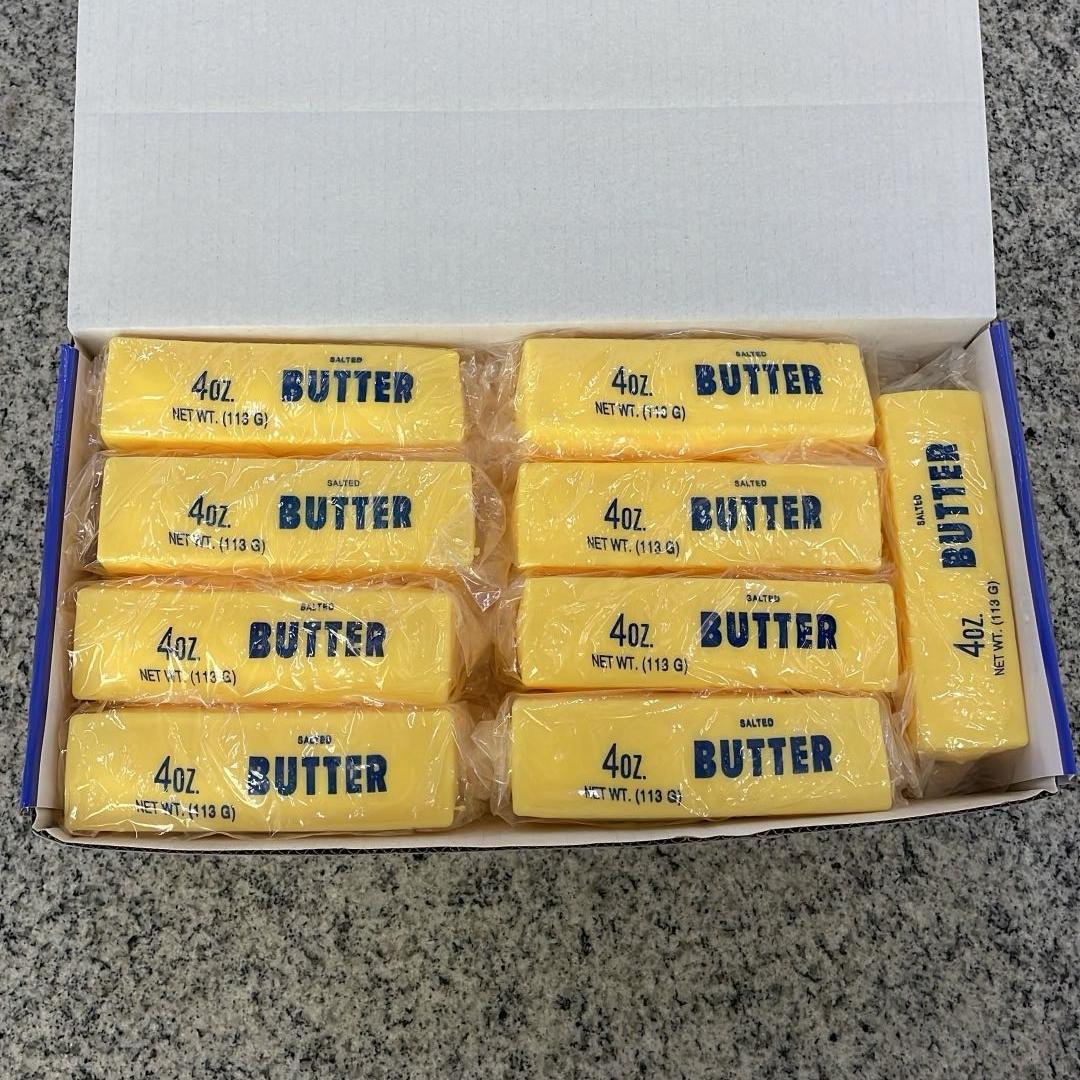 SALTED
4OZ. BUTTER
NET WT. (113 G)
SALTED
4OZ. BUTTER
NET WT. (113 G)
SALTED
4OZ. BUTTER
NET WT. (113 G)
SALTED
4OZ. BUTTER
NET WT. (113 G)
SALTED
4OZ. BUTTER
NET WT. (113 G)
SALTED
4OZ. BUTTER
NET WT. (113 G)
SALTED
4OZ. BUTTER
NET WT. (113 G)
SALTED
4OZ. BUTTER
NET WT. (113 G)
SALTED
4OZ. BUTTER
NET WT. (113 G)